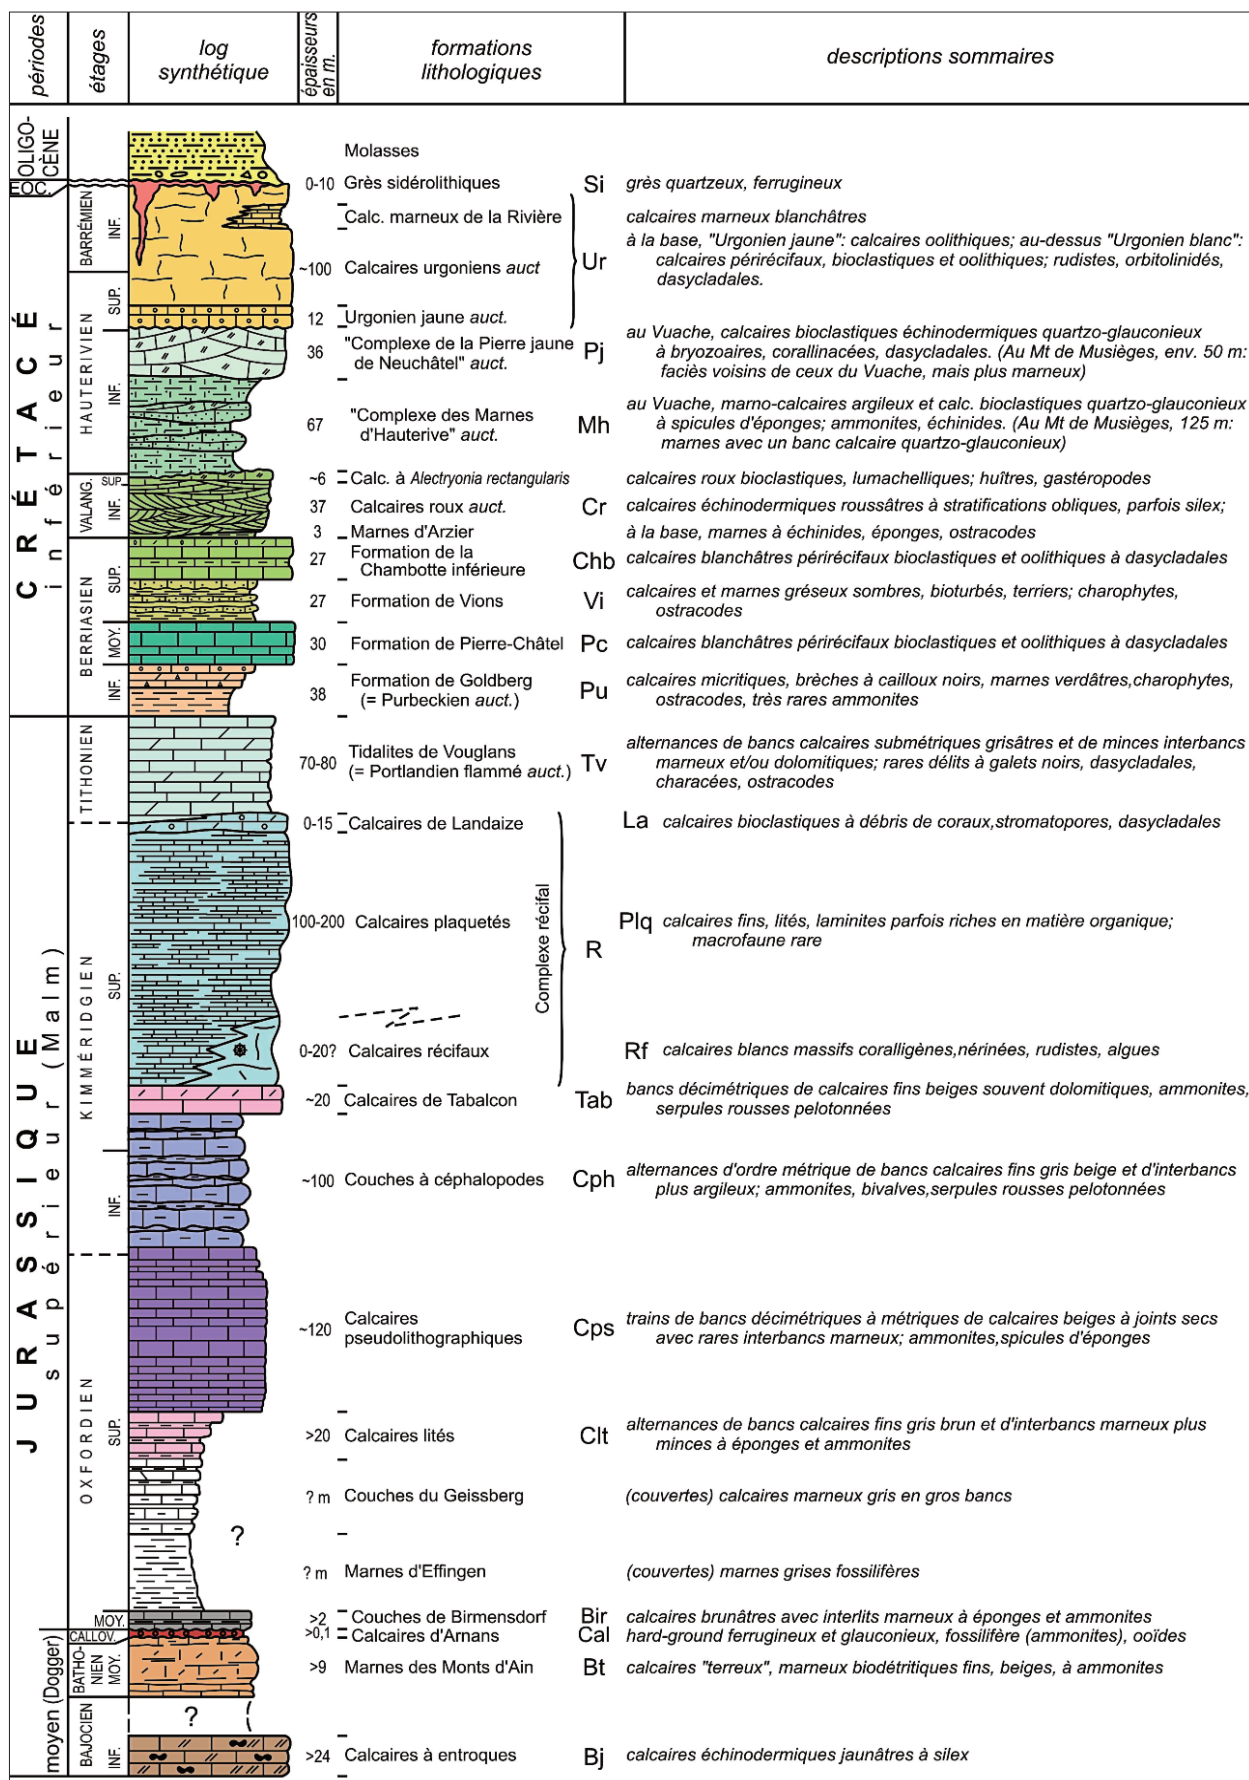 périodes
étages
log
synthétique
épaisseurs
en m.
formations
lithologiques
descriptions sommaires
OLIGO-
CÈNE
Molasses
EOC.
0-10 Grès sidérolithiques Si grès quartzeux, ferrugineux
CRÉTACÉ
inférieur
BARRÉMIEN
INF.
Calc. marneux de la Rivière calcaires marneux blanchâtres
~100 Calcaires urgoniens auct Ur à la base, "Urgonien jaune": calcaires oolithiques; au-dessus "Urgonien blanc":
calcaires périrécifaux, bioclastiques et oolithiques; rudistes, orbitolinidés,
dasycladales.
HAUTERIVIEN
SUP.
12 Urgonien jaune auct.
INF.
36 "Complexe de la Pierre jaune
de Neuchâtel" auct.
Pj au Vuache, calcaires bioclastiques échinodermiques quartzo-glauconieux
à bryozoaires, corallinacées, dasycladales. (Au Mt de Musièges, env. 50 m:
faciès voisins de ceux du Vuache, mais plus marneux)
67 "Complexe des Marnes
d'Hauterive" auct.
Mh au Vuache, marno-calcaires argileux et calc. bioclastiques quartzo-glauconieux
à spicules d'éponges; ammonites, échinides. (Au Mt de Musièges, 125 m:
marnes avec un banc calcaire quartzo-glauconieux)
VALANG.
SUP.
~6 Calc. à Alectryonia rectangularis calcaires roux bioclastiques, lumachelliques; huîtres, gastéropodes
INF.
37 Calcaires roux auct. Cr calcaires échinodermiques roussâtres à stratifications obliques, parfois silex;
3 Marnes d'Arzier à la base, marnes à échinides, éponges, ostracodes
BERRIASIEN
SUP.
27 Formation de la
Chambotte inférieure
Chb calcaires blanchâtres périrécifaux bioclastiques et oolithiques à dasycladales
27 Formation de Vions Vi calcaires et marnes gréseux sombres, bioturbés, terriers; charophytes,
ostracodes
MOY.
30 Formation de Pierre-Châtel Pc calcaires blanchâtres périrécifaux bioclastiques et oolithiques à dasycladales
INF.
38 Formation de Goldberg
(= Purbeckien auct.)
Pu calcaires micritiques, brèches à cailloux noirs, marnes verdâtres,charophytes,
ostracodes, très rares ammonites
JURASSIQUE
supérieur (Malm)
TITHONIEN
70-80 Tidalites de Vouglans
(= Portlandien flammé auct.)
Tv alternances de bancs calcaires submétriques grisâtres et de minces interbancs
marneux et/ou dolomitiques; rares délits à galets noirs, dasycladales,
characées, ostracodes
0-15 Calcaires de Landaize La calcaires bioclastiques à débris de coraux,stromatopores, dasycladales
KIMMÉRIDGIEN
SUP.
100-200 Calcaires plaquetés
Complexe récifal
R
Plq calcaires fins, lités, laminites parfois riches en matière organique;
macrofaune rare
0-20? Calcaires récifaux Rf calcaires blancs massifs coralligènes,nérinées, rudistes, algues
~20 Calcaires de Tabalcon Tab bancs décimétriques de calcaires fins beiges souvent dolomitiques, ammonites,
serpules rousses pelotonnées
INF.
~100 Couches à céphalopodes Cph alternances d'ordre métrique de bancs calcaires fins gris beige et d'interbancs
plus argileux; ammonites, bivalves,serpules rousses pelotonnées
OXFORDIEN
SUP.
~120 Calcaires
pseudolithographiques
Cps trains de bancs décimétriques à métriques de calcaires beiges à joints secs
avec rares interbancs marneux; ammonites,spicules d'éponges
>20 Calcaires lités Clt alternances de bancs calcaires fins gris brun et d'interbancs marneux plus
minces à éponges et ammonites
? m Couches du Geissberg (couvertes) calcaires marneux gris en gros bancs
?
? m Marnes d'Effingen (couvertes) marnes grises fossilifères
MOY.
>2 Couches de Birmensdorf Bir calcaires brunâtres avec interlits marneux à éponges et ammonites
moyen (Dogger)
CALLOV.
>0,1 Calcaires d'Arnans Cal hard-ground ferrugineux et glauconieux, fossilifère (ammonites), ooïdes
BATHO-
NIEN
MOY.
>9 Marnes des Monts d'Ain Bt calcaires "terreux", marneux biodétritiques fins, beiges, à ammonites
?
BAJOCIEN
INF.
>24 Calcaires à entroques Bj calcaires échinodermiques jaunâtres à silex